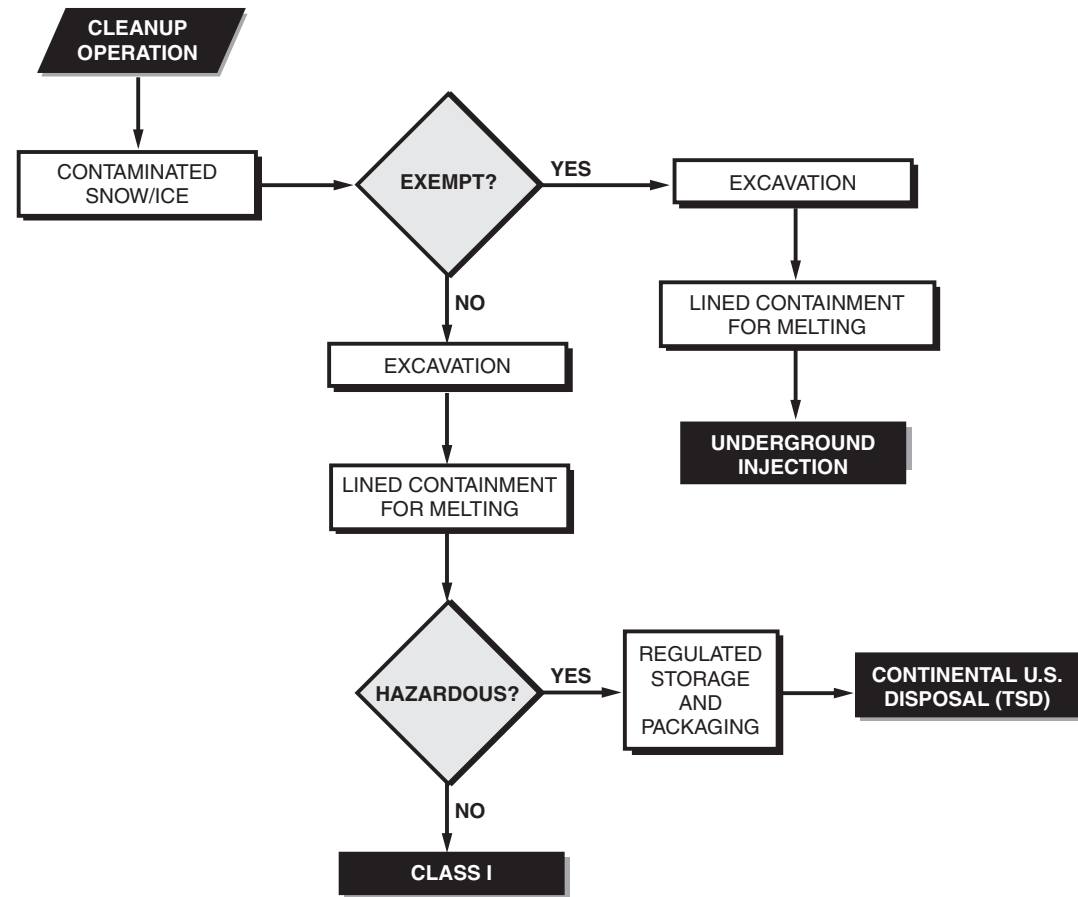 CLEANUP
OPERATION
CONTAMINATED
SNOW/ICE
EXEMPT?
YES
EXCAVATION
LINED CONTAINMENT
FOR MELTING
UNDERGROUND
INJECTION
NO
EXCAVATION
LINED CONTAINMENT
FOR MELTING
HAZARDOUS?
YES
REGULATED
STORAGE
AND
PACKAGING
CONTINENTAL U.S.
DISPOSAL (TSD)
NO
CLASS I